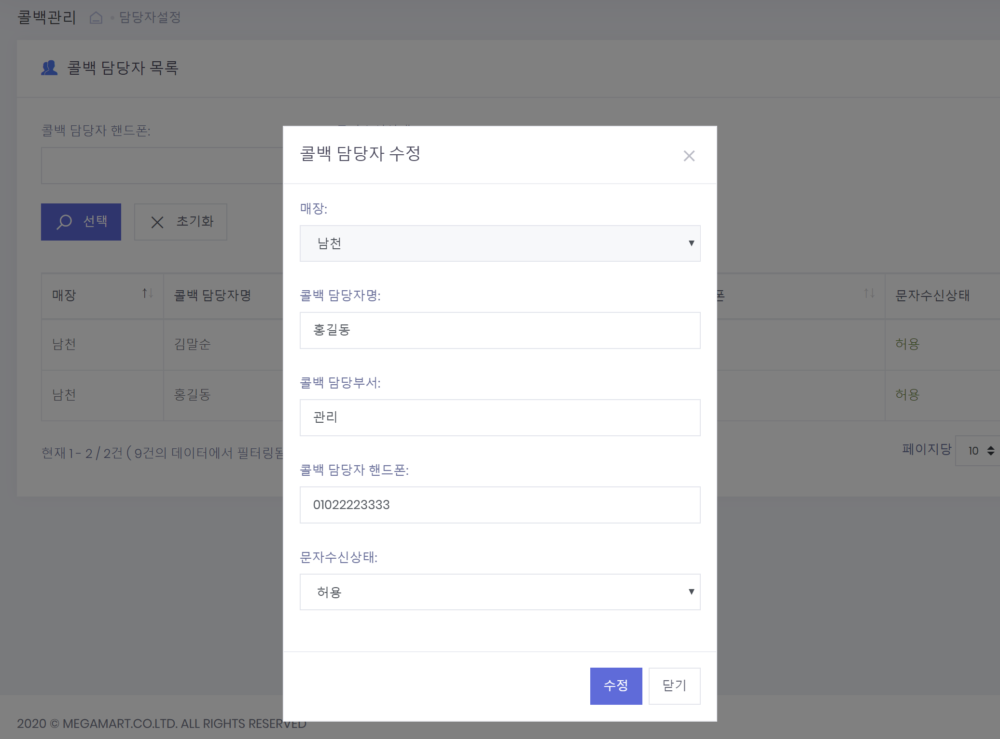 콜백관리 담당자설정
콜백 담당자 목록
콜백 담당자 핸드폰:
선택 초기화
매장 콜백 담당자명 폰 문자수신상태
남천 김말순 허용
남천 홍길동 허용
현재 1 - 2 / 2건 ( 9건의 데이터에서 필터링됨
페이지당 10
콜백 담당자 수정
매장:
남천
콜백 담당자명:
홍길동
콜백 담당부서:
관리
콜백 담당자 핸드폰:
01022223333
문자수신상태:
허용
수정 닫기
2020 © MEGAMART.CO.LTD. ALL RIGHTS RESERVED